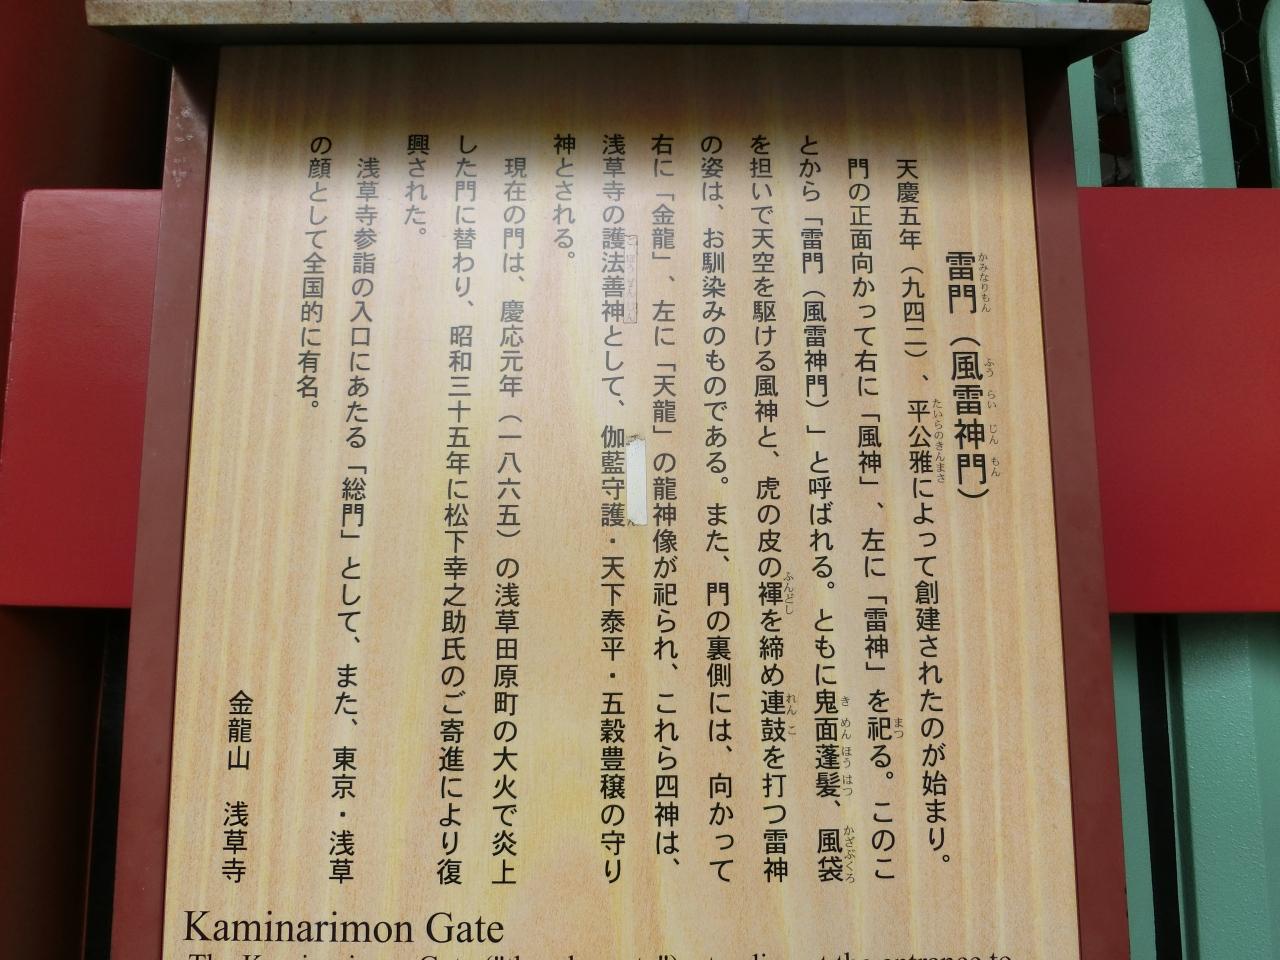 雷門（風雷神門）
天慶五年（九四二）、平公雅によって創建されたのが始まり。
門の正面向かって右に「風神」、左に「雷神」を祀る。このこ
とから「雷門（風雷神門）」と呼ばれる。ともに鬼面蓬髪、風袋
を担いで天空を駆ける風神と、虎の皮の褌を締め連鼓を打つ雷神
の姿は、お馴染みのものである。また、門の裏側には、向かって
右に「金龍」、左に「天龍」の龍神像が祀られ、これら四神は、
浅草寺の護法善神として、伽藍守護・天下泰平・五穀豊穣の守り
神とされる。
現在の門は、慶応元年（一八六五）の浅草田原町の大火で炎上
した門に替わり、昭和三十五年に松下幸之助氏のご寄進により復
興された。
浅草寺参詣の入口にあたる「総門」として、また、東京・浅草
の顔として全国的に有名。
金龍山　浅草寺
Kaminarimon Gate